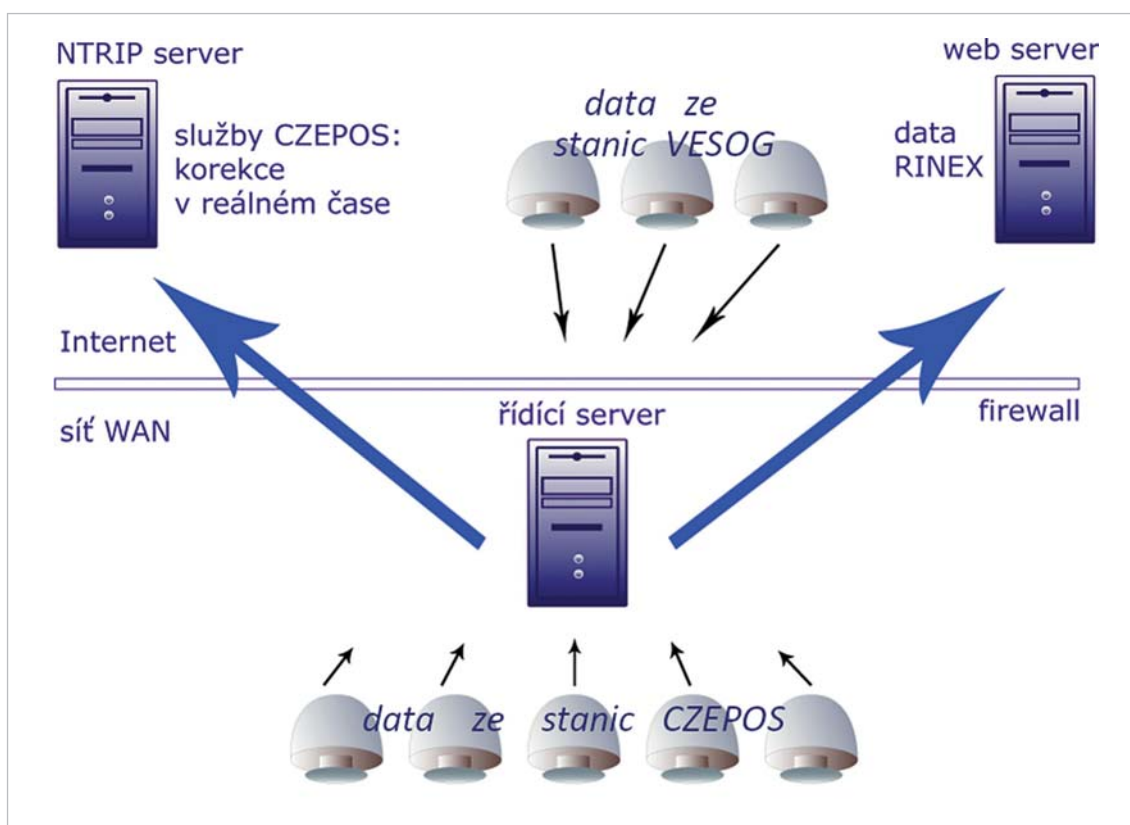 NTRIP server
služby CZEPOS:
korekce
v reálném čase
data ze
stanic VESOG
web server
data
RINEX
Internet
síť WAN
řídící server
firewall
data ze stanic CZEPOS